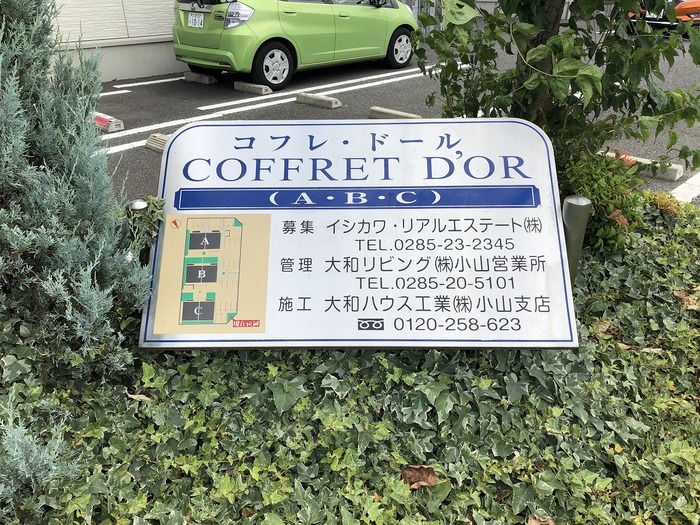 コフレ・ドール
COFFRET D'OR
(A・B・C)
A
B
C
募集 イシカワ・リアルエステート㈱
TEL.0285-23-2345
管理 大和リビング㈱小山営業所
TEL.0285-20-5101
施工 大和ハウス工業㈱小山支店
0120-258-623